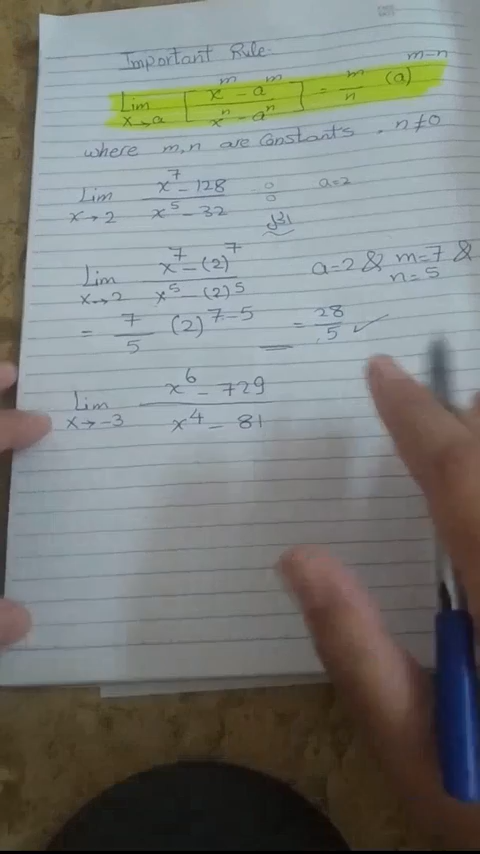 Important Rule.
Lim x→a [ x^m - a^m / x^n - a^n ] = m/n (a)^m-n
where m,n are constants, n≠0
Lim x→2 x^7 - 128 / x^5 - 32 = 0/0 a=2
Lim x→2 x^7 - (2)^7 / x^5 - (2)^5 a=2 & m=7 & n=5
= 7/5 (2)^7-5 = 28/5 ✓
Lim x→-3 x^6 - 729 / x^4 - 81